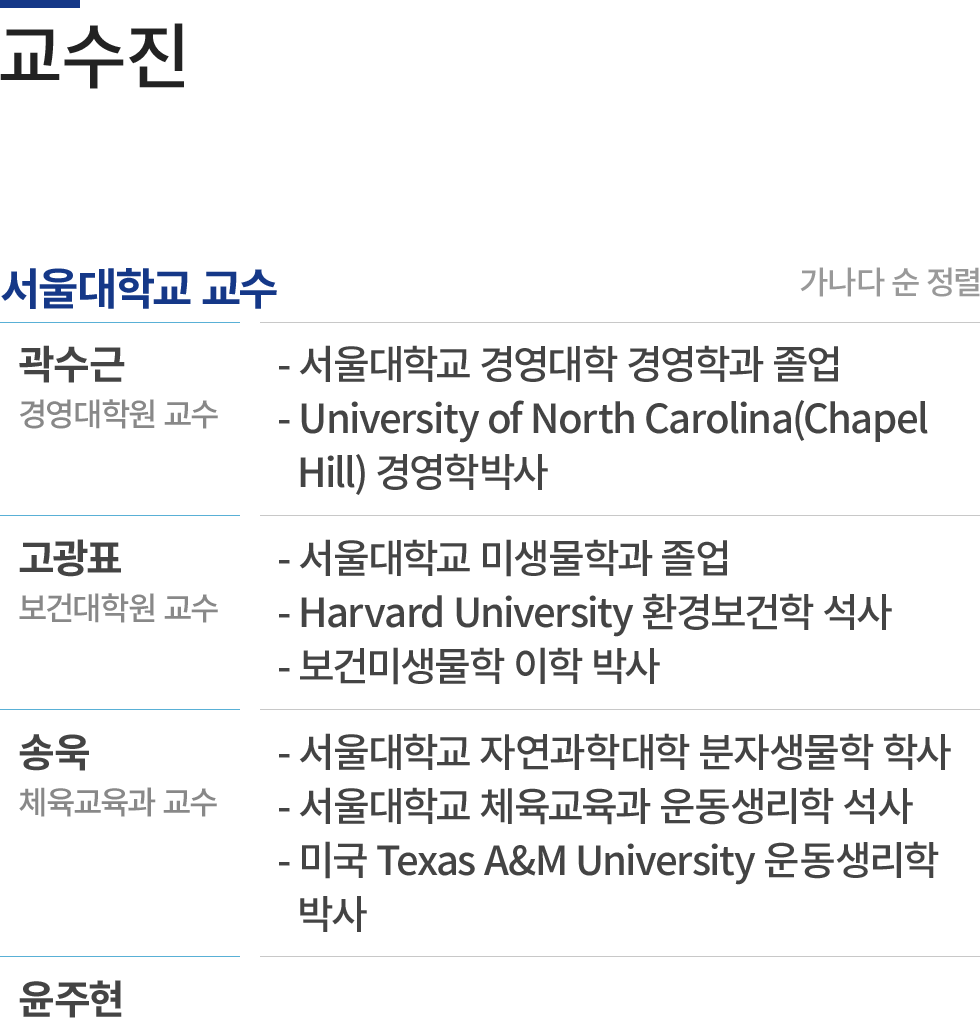 교수진
서울대학교 교수
가나다 순 정렬
곽수근
경영대학원 교수
- 서울대학교 경영대학 경영학과 졸업
- University of North Carolina(Chapel
Hill) 경영학박사
고광표
보건대학원 교수
- 서울대학교 미생물학과 졸업
- Harvard University 환경보건학 석사
- 보건미생물학 이학 박사
송욱
체육교육과 교수
- 서울대학교 자연과학대학 분자생물학 학사
- 서울대학교 체육교육과 운동생리학 석사
- 미국 Texas A&M University 운동생리학
박사
윤주현